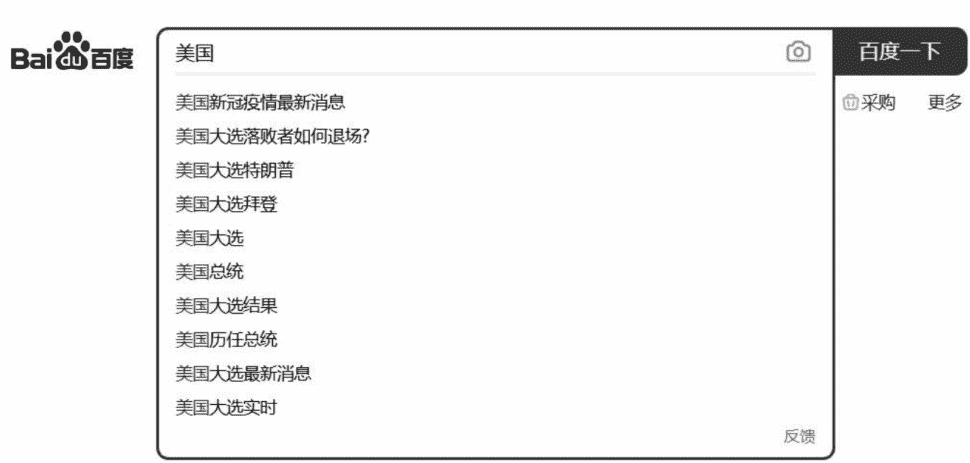 Bai du 百度
美国
百度一下
采购 更多
美国新冠疫情最新消息
美国大选落败者如何退场?
美国大选特朗普
美国大选拜登
美国大选
美国总统
美国大选结果
美国历任总统
美国大选最新消息
美国大选实时
反馈